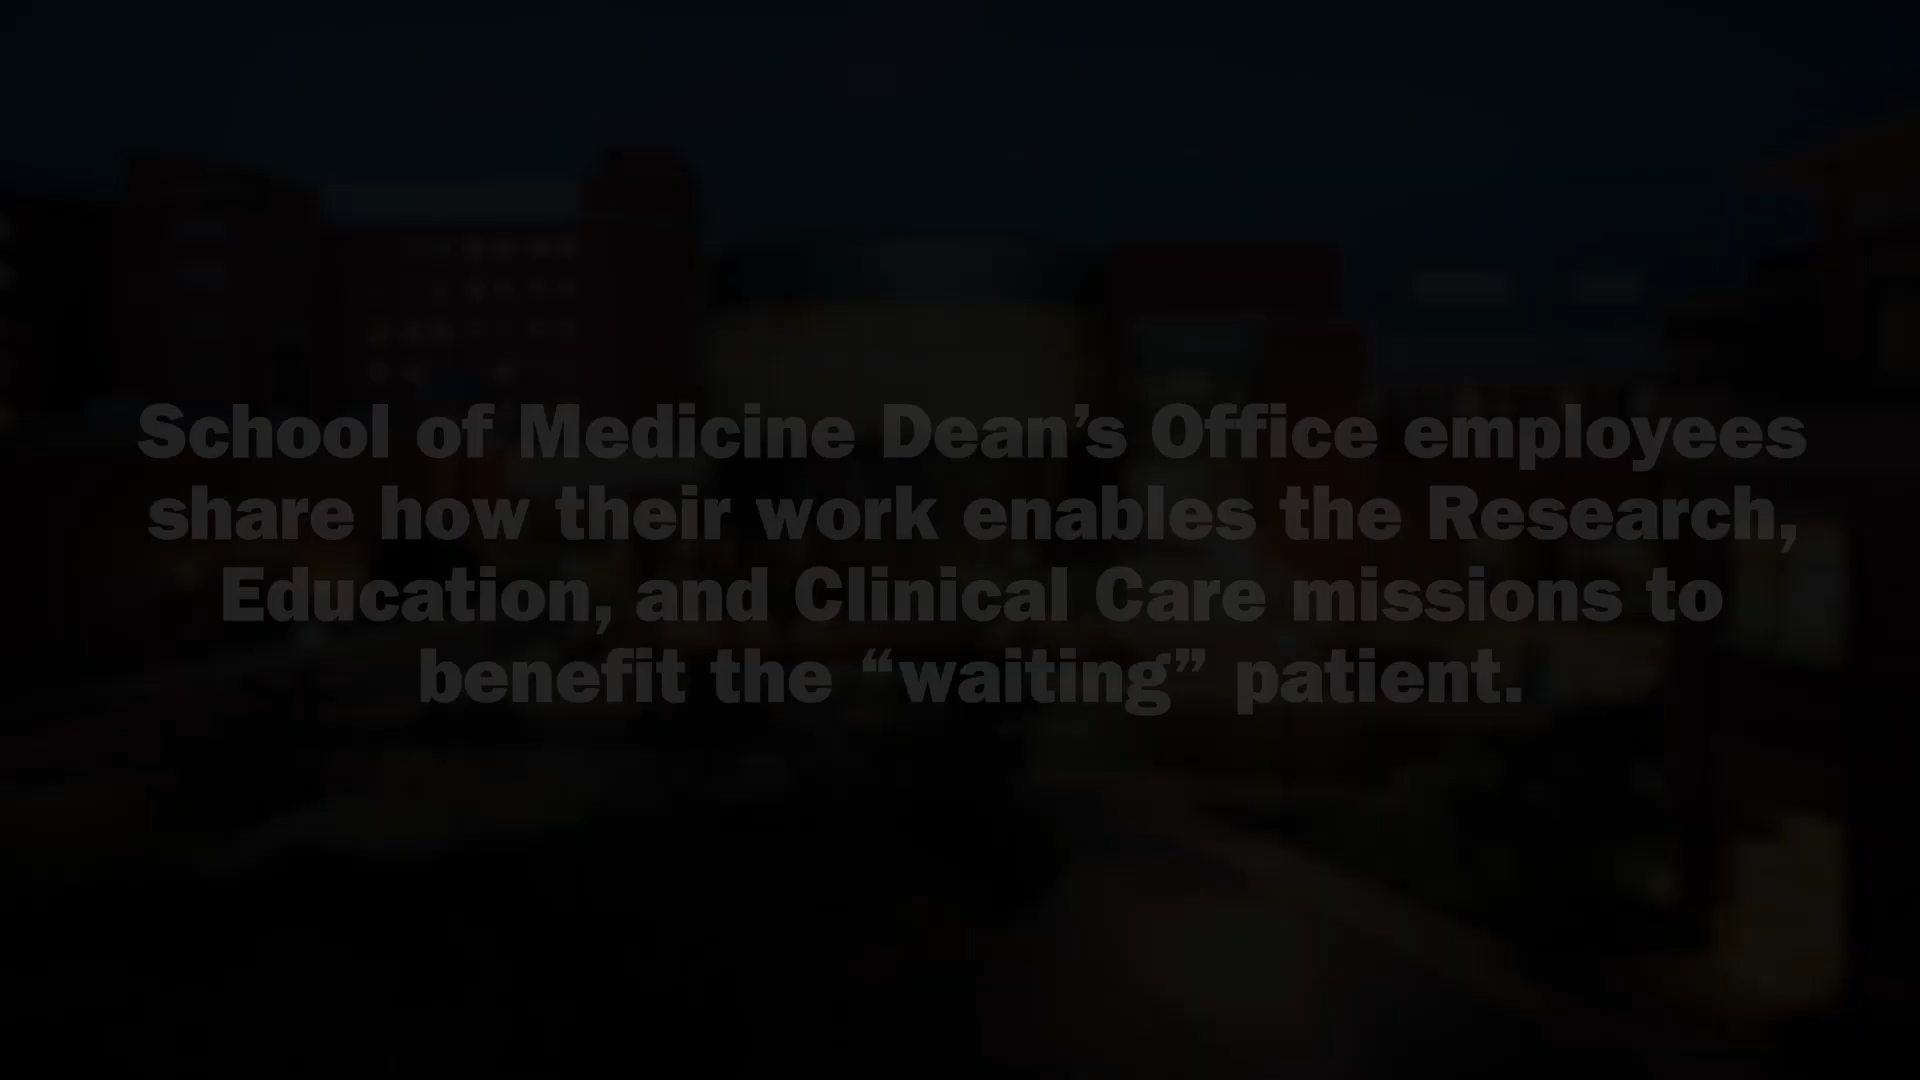 School of Medicine Dean’s Office employees
share how their work enables the Research,
Education, and Clinical Care missions to
benefit the “waiting” patient.